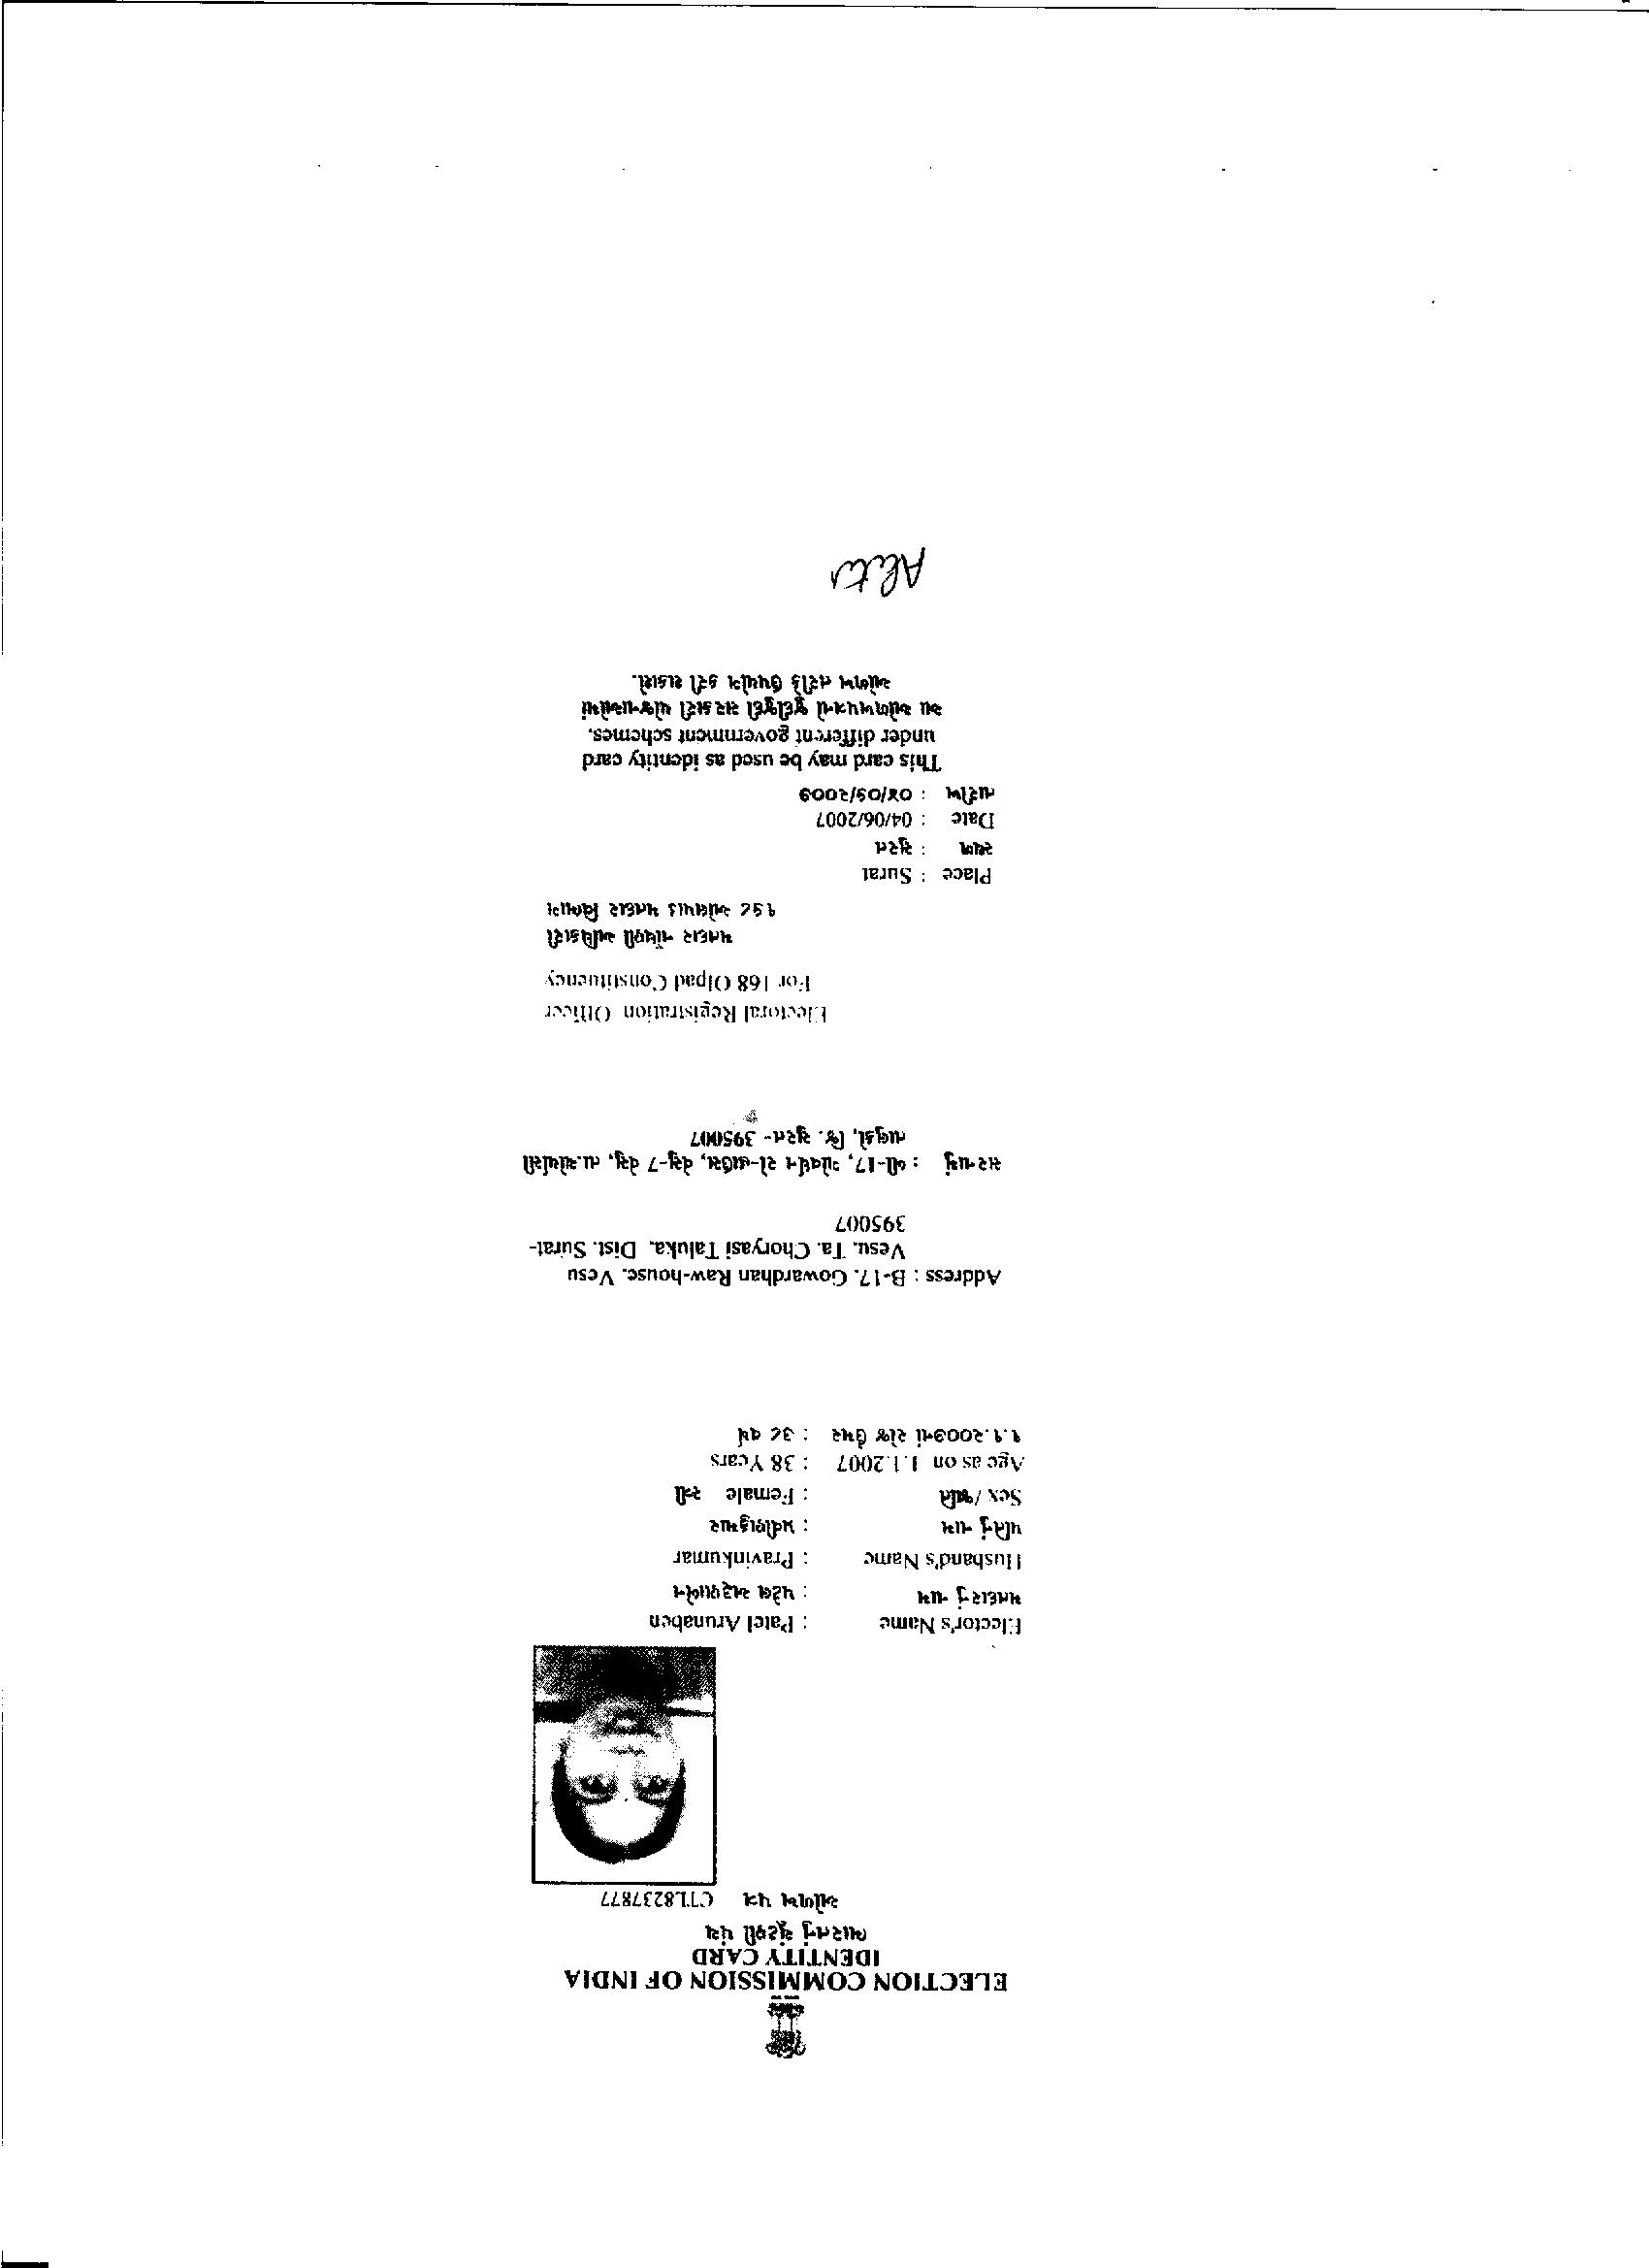 ELECTION COMMISSION OF INDIA
IDENTITY CARD
ભારતનું ચૂંટણી પંચ
ઓળખ પત્ર CTL8237877
Elector's Name : Patel Arunaben
મતદારનું નામ : પટેલ અરૂણાબેન
Husband's Name : Pravinkumar
પતિનું નામ : પ્રવીણકુમાર
Sex / જાતિ : Female સ્ત્રી
Age as on 1.1.2007 : 38 Years
૧.૧.૨૦૦૭ના રોજ ઉંમર : ૩૮ વર્ષ
Address : B-17, Gowardhan Raw-house, Vesu
Vesu, Ta. Choryasi Taluka, Dist. Surat-
395007
સરનામું : બી-17, ગોવર્ધન રો-હાઉસ, વેસુ-7 વેસુ, તા.ચોર્યાસી
તાલુકો, જિ. સુરત- 395007
Electoral Registration Officer
For 168 Olpad Constituency
મતદાર નોંધણી અધિકારી
૧૬૮ ઓલપાડ મતદાર વિભાગ
Place : Surat
સ્થળ : સુરત
Date : 04/06/2007
તારીખ : ૦૪/૦૬/૨૦૦૭
This card may be used as identity card
under different government schemes.
આ ઓળખપત્રનો જુદીજુદી સરકારી યોજનાઓમાં
ઓળખ તરીકે ઉપયોગ કરી શકાશે.